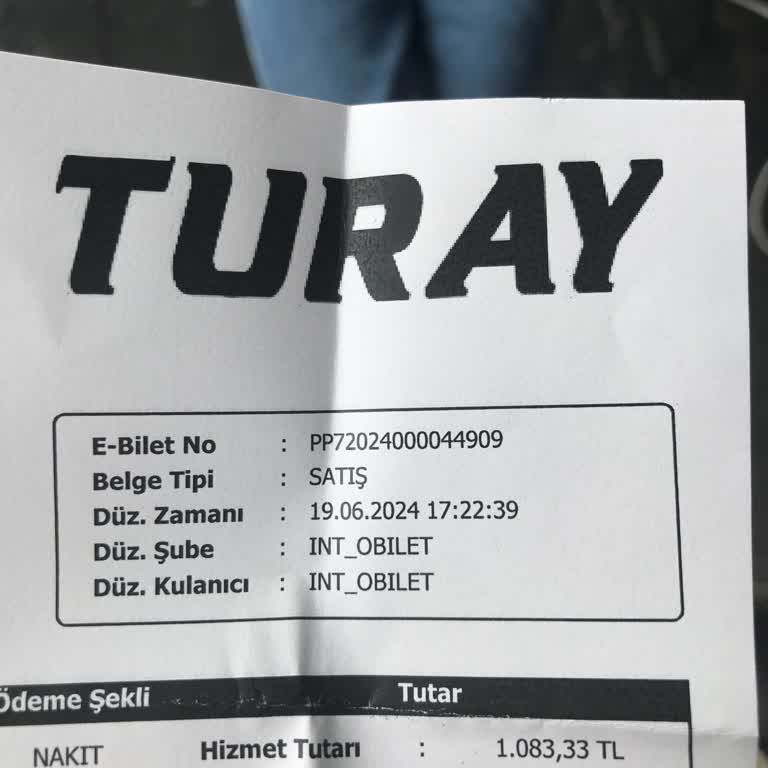 TURAY
E-Bilet No : PP72024000044909
Belge Tipi : SATIŞ
Düz. Zamanı : 19.06.2024 17:22:39
Düz. Şube : INT_OBILET
Düz. Kulanıcı : INT_OBILET
Ödeme Şekli Tutar
NAKIT Hizmet Tutarı : 1.083,33 TL